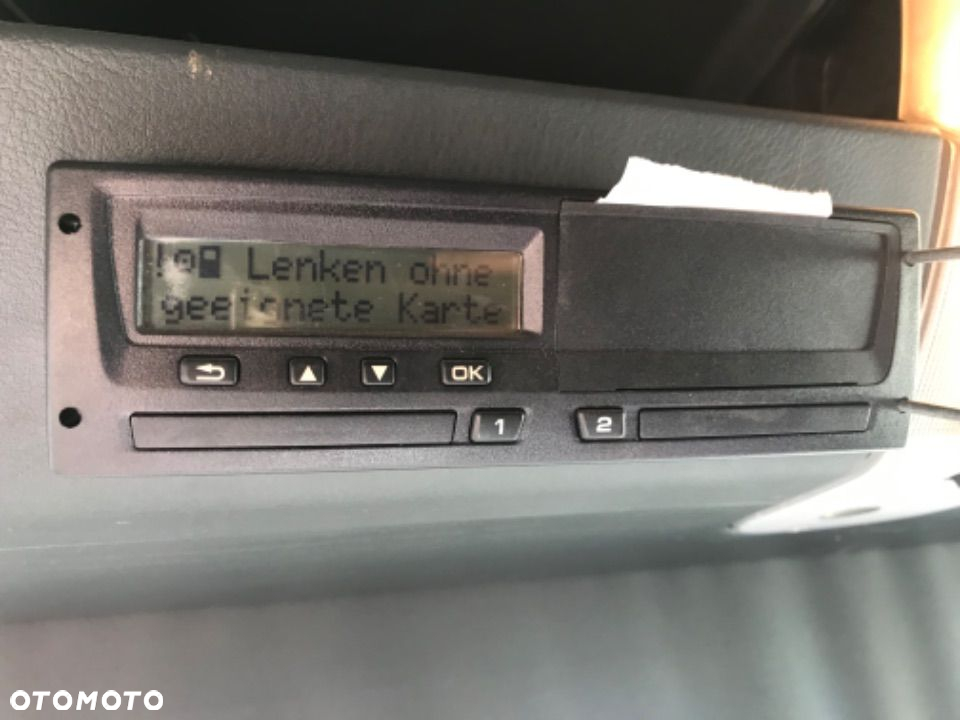 ! Lenken ohne
geeignete Karte
OK
1 2
OTOMOTO